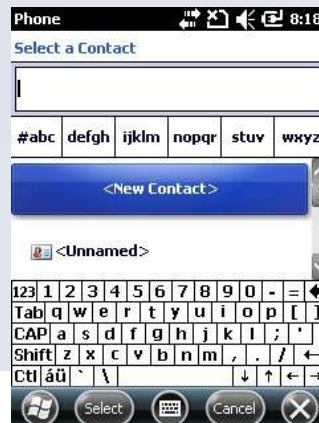 Phone 8:18
Select a Contact
#abc defgh ijklm nopqr stuv wxyz
<New Contact>
<Unnamed>
123 1 2 3 4 5 6 7 8 9 0 - =
Tab q w e r t y u i o p [ ]
CAP a s d f g h j k l ; '
Shift z x c v b n m , . / ←
Ctl áü ` \ ↓ ↑ ← →
Select Cancel